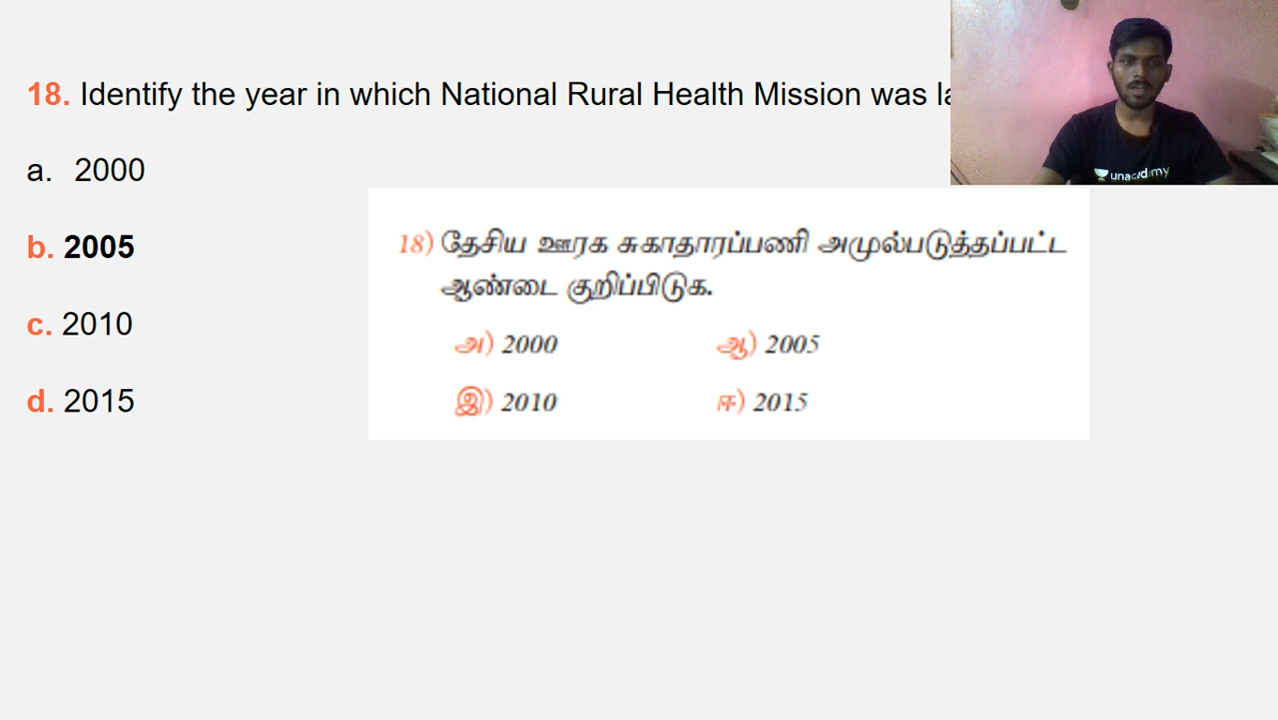 18. Identify the year in which National Rural Health Mission was
a. 2000
b. 2005
c. 2010
d. 2015
18) தேசிய ஊரக சுகாதாரப்பணி அமுல்படுத்தப்பட்ட
ஆண்டை குறிப்பிடுக.
அ) 2000 ஆ) 2005
இ) 2010 ஈ) 2015
unacademy